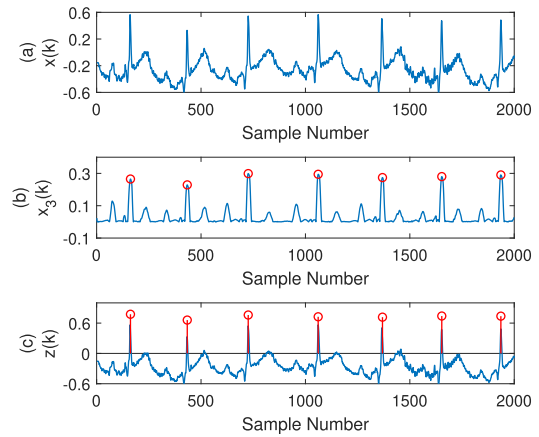 (a)
x(k)
0.6
0.2
-0.2
-0.6
0 500 1000 1500 2000
Sample Number
(b)
x3(k)
0.3
0.1
-0.1
0 500 1000 1500 2000
Sample Number
(c)
z(k)
0.6
0
-0.6
0 500 1000 1500 2000
Sample Number